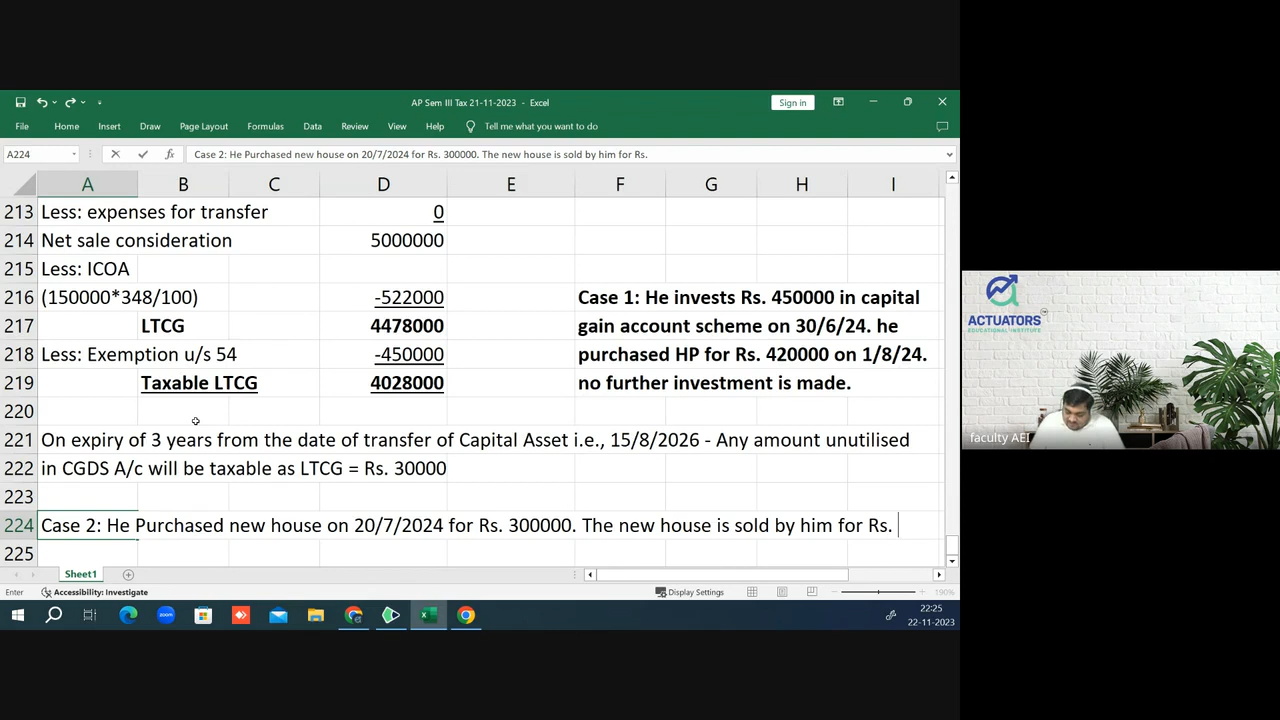 AP Sem III Tax 21-11-2023 - Excel
Sign in
File Home Insert Draw Page Layout Formulas Data Review View Help Tell me what you want to do
A224 fx Case 2: He Purchased new house on 20/7/2024 for Rs. 300000. The new house is sold by him for Rs.
A B C D E F G H I
213 Less: expenses for transfer 0
214 Net sale consideration 5000000
215 Less: ICOA
216 (150000*348/100) -522000 Case 1: He invests Rs. 450000 in capital
217 LTCG 4478000 gain account scheme on 30/6/24. he
218 Less: Exemption u/s 54 -450000 purchased HP for Rs. 420000 on 1/8/24.
219 Taxable LTCG 4028000 no further investment is made.
220
221 On expiry of 3 years from the date of transfer of Capital Asset i.e., 15/8/2026 - Any amount unutilised
222 in CGDS A/c will be taxable as LTCG = Rs. 30000
223
224 Case 2: He Purchased new house on 20/7/2024 for Rs. 300000. The new house is sold by him for Rs.
225
Sheet1
Enter Accessibility: Investigate Display Settings 190%
zoom
22:25
22-11-2023
ACTUATORS
EDUCATIONAL INSTITUTE
faculty AEI